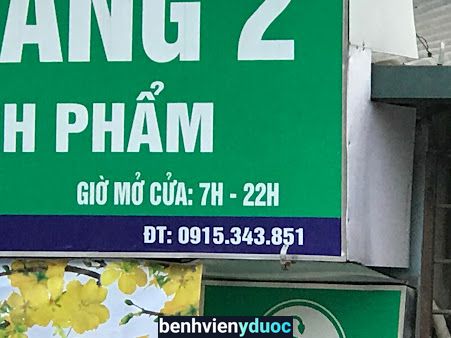 ANG 2
H PHẨM
GIỜ MỞ CỬA: 7H - 22H
ĐT: 0915.343.851
benhvienyduoc